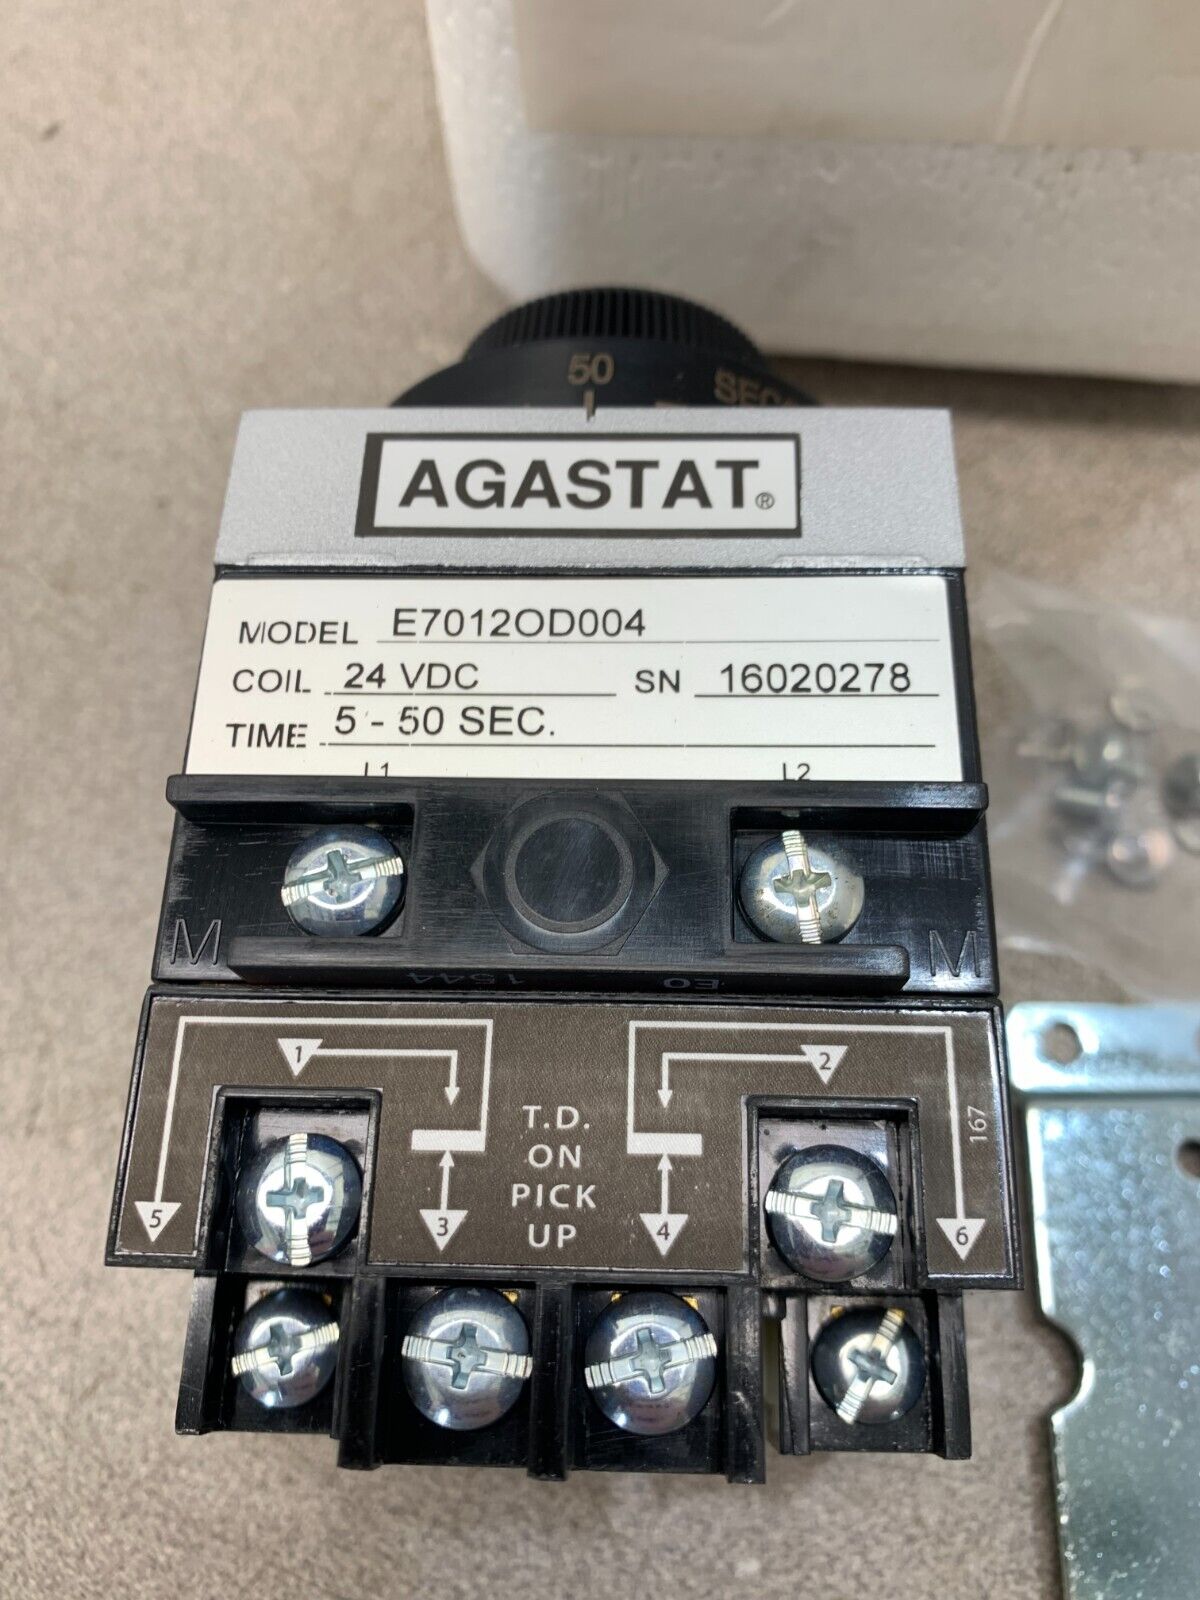 50
SEC
AGASTAT®
MODEL E7012OD004
COIL 24 VDC SN 16020278
TIME 5 - 50 SEC.
L1 L2
M M
1544 E0
1 2
T.D.
ON
PICK
UP
167
5 3 4 6